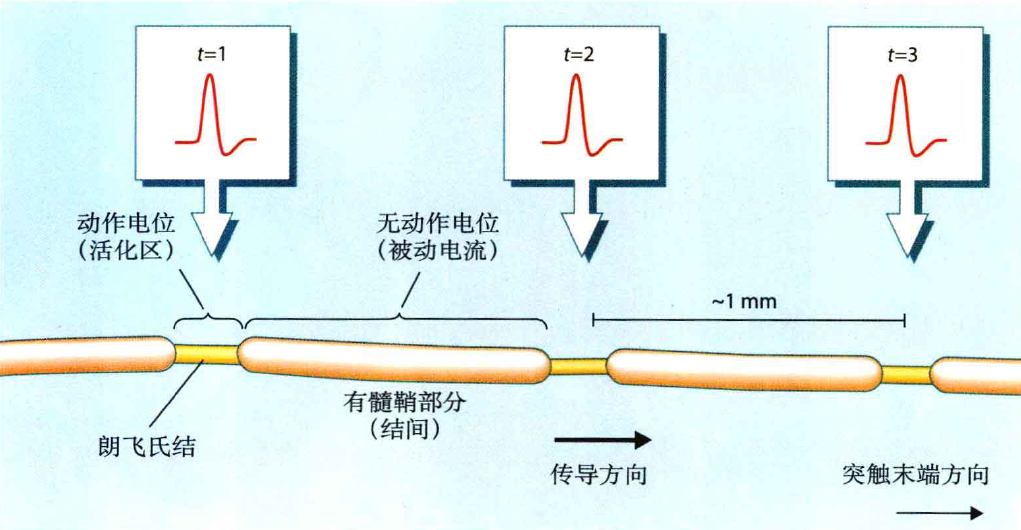 t=1
t=2
t=3
动作电位
（活化区）
无动作电位
（被动电流）
~1 mm
有髓鞘部分
（结间）
朗飞氏结
传导方向
突触末端方向